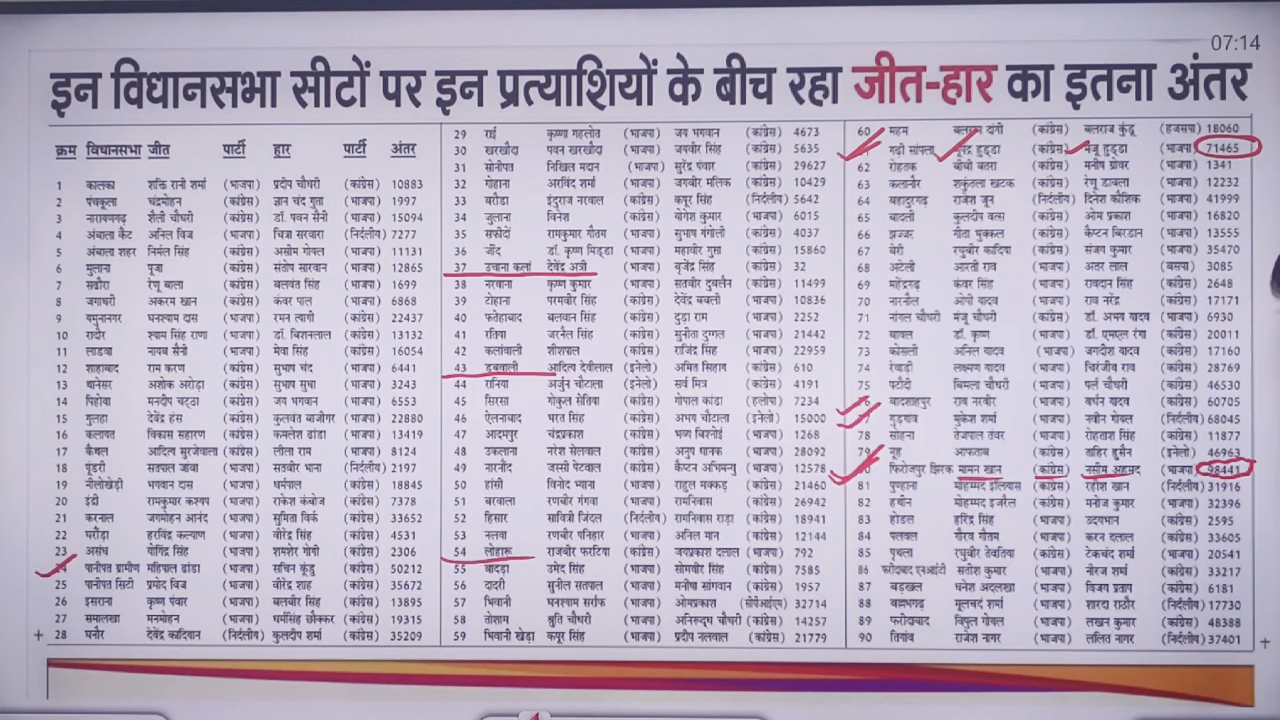 07:14
इन विधानसभा सीटों पर इन प्रत्याशियों के बीच रहा जीत-हार का इतना अंतर
क्रम विधानसभा जीत पार्टी हार पार्टी अंतर
1 कालका शक्ति रानी शर्मा (भाजपा) प्रदीप चौधरी (कांग्रेस) 10883
2 पंचकूला चंद्रमोहन (कांग्रेस) ज्ञान चंद गुप्ता (भाजपा) 1997
3 नारायणगढ़ शैली चौधरी (कांग्रेस) डॉ. पवन सैनी (भाजपा) 15094
4 अंबाला कैंट अनिल विज (भाजपा) चित्रा सरवारा (निर्दलीय) 7277
5 अंबाला शहर निर्मल सिंह (कांग्रेस) असीम गोयल (भाजपा) 11131
6 मुलाना पूजा (कांग्रेस) संतोष सारवान (भाजपा) 12865
7 सढौरा रेणू बाला (कांग्रेस) बलवंत सिंह (भाजपा) 1699
8 जगाधरी अकरम खान (कांग्रेस) कंवर पाल (भाजपा) 6868
9 यमुनानगर घनश्याम दास (भाजपा) रमन त्यागी (कांग्रेस) 22437
10 रादौर श्याम सिंह राणा (भाजपा) डॉ. बिशनलाल (कांग्रेस) 13132
11 लाडवा नायब सैनी (भाजपा) मेवा सिंह (कांग्रेस) 16054
12 शाहाबाद राम करण (कांग्रेस) सुभाष चंद (भाजपा) 6441
13 थानेसर अशोक अरोड़ा (कांग्रेस) सुभाष सुधा (भाजपा) 3243
14 पिहोवा मनदीप चट्ठा (कांग्रेस) जय भगवान (भाजपा) 6553
15 गुलहा देवेंद्र हंस (कांग्रेस) कुलवंत बाजीगर (भाजपा) 22880
16 कलायत विकास सहारण (कांग्रेस) कमलेश ढांडा (भाजपा) 13419
17 कैथल आदित्य सुरजेवाला (कांग्रेस) लीला राम (भाजपा) 8124
18 पूंडरी सतपाल जांबा (भाजपा) सतबीर भाना (निर्दलीय) 2197
19 नीलोखेड़ी भगवान दास (भाजपा) धर्मपाल (कांग्रेस)
20 इंद्री रामकुमार कश्यप (भाजपा) राकेश कंबोज (कांग्रेस)
21 करनाल जगमोहन आनंद (भाजपा) सुमिता विर्क (कांग्रेस) 33652
22 घरौंडा हरविंद्र कल्याण (भाजपा) वीरेंद्र सिंह (कांग्रेस) 4531
23 असंध योगिंद्र सिंह (भाजपा) शमशेर गोगी (कांग्रेस) 2306
पानीपत ग्रामीण महिपाल ढांडा (भाजपा) सचिन कूंडू (कांग्रेस) 50212
25 पानीपत सिटी प्रमोद विज (भाजपा) वीरेंद्र शाह (कांग्रेस) 35672
26 इसराना कृष्ण पंवार (भाजपा) बलबीर सिंह (कांग्रेस) 13895
27 समालखा मनमोहन (भाजपा) धर्मसिंह छौक्कर (कांग्रेस) 19315
28 गनौर देवेंद्र कादियान (निर्दलीय) कुलदीप शर्मा (कांग्रेस) 35209
29 राई कृष्णा गहलोत (भाजपा) जय भगवान (कांग्रेस) 4673
30 खरखौदा पवन खरखौदा (भाजपा) जयवीर सिंह (कांग्रेस) 5635
31 सोनीपत निखिल मदान (भाजपा) सुरेंद्र पंवार (कांग्रेस) 29627
32 गोहाना अरविंद शर्मा (भाजपा) जगबीर मलिक (कांग्रेस) 10429
33 बरौदा इंदुराज नरवाल (कांग्रेस) कपूर सिंह (निर्दलीय) 5642
34 जुलाना विनेश (कांग्रेस) योगेश कुमार (भाजपा) 6015
35 सफीदों रामकुमार गौतम (भाजपा) सुभाष गंगोली (कांग्रेस) 4037
36 जींद डॉ. कृष्ण मिड्ढा (भाजपा) महावीर गुप्ता (कांग्रेस) 15860
37 उचाना कलां देवेंद्र अत्री (भाजपा) बृजेंद्र सिंह (कांग्रेस) 32
38 नरवाना कृष्ण कुमार (भाजपा) सतबीर दुबलैन (कांग्रेस) 11499
39 टोहाना परमवीर सिंह (कांग्रेस) देवेंद्र बबली (भाजपा) 10836
40 फतेहाबाद बलवान सिंह (कांग्रेस) दुड़ा राम (भाजपा) 2252
41 रतिया जरनैल सिंह (कांग्रेस) सुनीता दुग्गल (भाजपा) 21442
42 कलांवाली शीशपाल (कांग्रेस) राजिंद्र सिंह (भाजपा) 22959
43 डबवाली आदित्य देवीलाल (इनेलो) अमित सिहाग (कांग्रेस) 610
44 रानिया अर्जुन चौटाला (इनेलो) सर्व मित्र (कांग्रेस) 4191
45 सिरसा गोकुल सेतिया (कांग्रेस) गोपाल कांडा (हलोपा) 7234
46 ऐलनाबाद भरत सिंह (कांग्रेस) अभय चौटाला (इनेलो) 15000
47 आदमपुर चंद्रप्रकाश (कांग्रेस) भव्य बिश्नोई (भाजपा) 1268
48 उकलाना नरेश सेलवाल (कांग्रेस) अनुप धानक (भाजपा) 28092
49 नारनौंद जस्सी पेटवाल (कांग्रेस) कैप्टन अभिमन्यु (भाजपा) 12578
50 हांसी विनोद भ्याना (भाजपा) राहुल मक्कड़ (कांग्रेस) 21460
51 बरवाला रणबीर गंगवा (भाजपा) रामनिवास (कांग्रेस) 26942
52 हिसार सावित्री जिंदल (निर्दलीय) रामनिवास राड़ा (कांग्रेस) 18941
53 नलवा रणधीर पनिहार (भाजपा) अनिल मान (कांग्रेस) 12144
54 लोहारू राजबीर फरटिया (कांग्रेस) जयप्रकाश दलाल (भाजपा) 792
55 बाढड़ा उमेद सिंह (भाजपा) सोमवीर सिंह (कांग्रेस) 7585
56 दादरी सुनील सतपाल (भाजपा) मनीषा सांगवान (कांग्रेस) 1957
57 भिवानी घनश्याम सर्राफ (भाजपा) ओमप्रकाश (सीपीआईएम) 32714
58 तोशाम श्रुति चौधरी (भाजपा) अनिरूद्ध चौधरी (कांग्रेस) 14257
59 भिवानी खेड़ा कपूर सिंह (भाजपा) प्रदीप नलवाल (कांग्रेस) 21779
60 महम बलराम दांगी (कांग्रेस) बलराज कुंडू (हजसपा) 18060
गढ़ी सांपला भूपेंद्र हुड्डा (कांग्रेस) मंजू हुड्डा (भाजपा) 71465
62 रोहतक बीबी बतरा (कांग्रेस) मनीष ग्रोवर (भाजपा) 1341
63 कलानौर शकुंतला खटक (कांग्रेस) रेणू डाबला (भाजपा) 12232
64 बहादुरगढ़ राजेश जून (निर्दलीय) दिनेश कौशिक (भाजपा) 41999
65 बादली कुलदीप वत्स (कांग्रेस) ओम प्रकाश (भाजपा) 16820
66 झज्जर गीता भुक्कल (कांग्रेस) कैप्टन बिरडान (भाजपा) 13555
67 बेरी रघुबीर कादियां (कांग्रेस) संजय कुमार (भाजपा) 35470
68 अटेली आरती राव (भाजपा) अतर लाल (बसपा) 3085
69 महेंद्रगढ़ कंवर सिंह (भाजपा) रावदान सिंह (कांग्रेस) 2648
70 नारनौल ओपी यादव (भाजपा) राव नरेंद्र (कांग्रेस) 17171
71 नांगल चौधरी मंजू चौधरी (कांग्रेस) डॉ. अभय यादव (भाजपा) 6930
72 बावल डॉ. कृष्ण (भाजपा) डॉ. एमएल रंगा (कांग्रेस) 20011
73 कोसली अनिल यादव (भाजपा) जगदीश यादव (कांग्रेस) 17160
74 रेवाड़ी लक्ष्मण यादव (भाजपा) चिरंजीव राव (कांग्रेस) 28769
75 पटौदी बिमला चौधरी (भाजपा) पर्ल चौधरी (कांग्रेस) 46530
बादशाहपुर राव नरवीर (भाजपा) वर्धन यादव (कांग्रेस) 60705
गुड़गांव मुकेश शर्मा (भाजपा) नवीन गोयल (निर्दलीय) 68045
78 सोहना तेजपाल तंवर (भाजपा) रोहताश सिंह (कांग्रेस) 11877
79 नूंह आफताब (कांग्रेस) ताहिर हुसैन (इनेलो) 46963
फिरोजपुर झिरक मामन खान (कांग्रेस) नसीम अहमद (भाजपा) 98441
81 पुन्हाना मोहम्मद इलियास (कांग्रेस) रहीश खान (निर्दलीय) 31916
82 हथीन मोहम्मद इजरैल (कांग्रेस) मनोज कुमार (भाजपा) 32396
83 होडल हरिंद्र सिंह (भाजपा) उदयभान (कांग्रेस) 2595
84 पलवल गौरव गौतम (भाजपा) करन दलाल (कांग्रेस) 33605
85 पृथला रघुबीर तेवतिया (कांग्रेस) टेकचंद शर्मा (भाजपा) 20541
86 फरीदाबाद एनआईटी सतीश कुमार (भाजपा) नीरज शर्मा (कांग्रेस) 33217
87 बड़खल धनेश अदलखा (भाजपा) विजय प्रताप (कांग्रेस) 6181
88 बल्लभगढ़ मूलचंद शर्मा (भाजपा) शारदा राठौर (निर्दलीय) 17730
89 फरीदाबाद विपुल गोयल (भाजपा) लखन कुमार (कांग्रेस) 48388
90 तिगांव राजेश नागर (भाजपा) ललित नागर (निर्दलीय) 37401